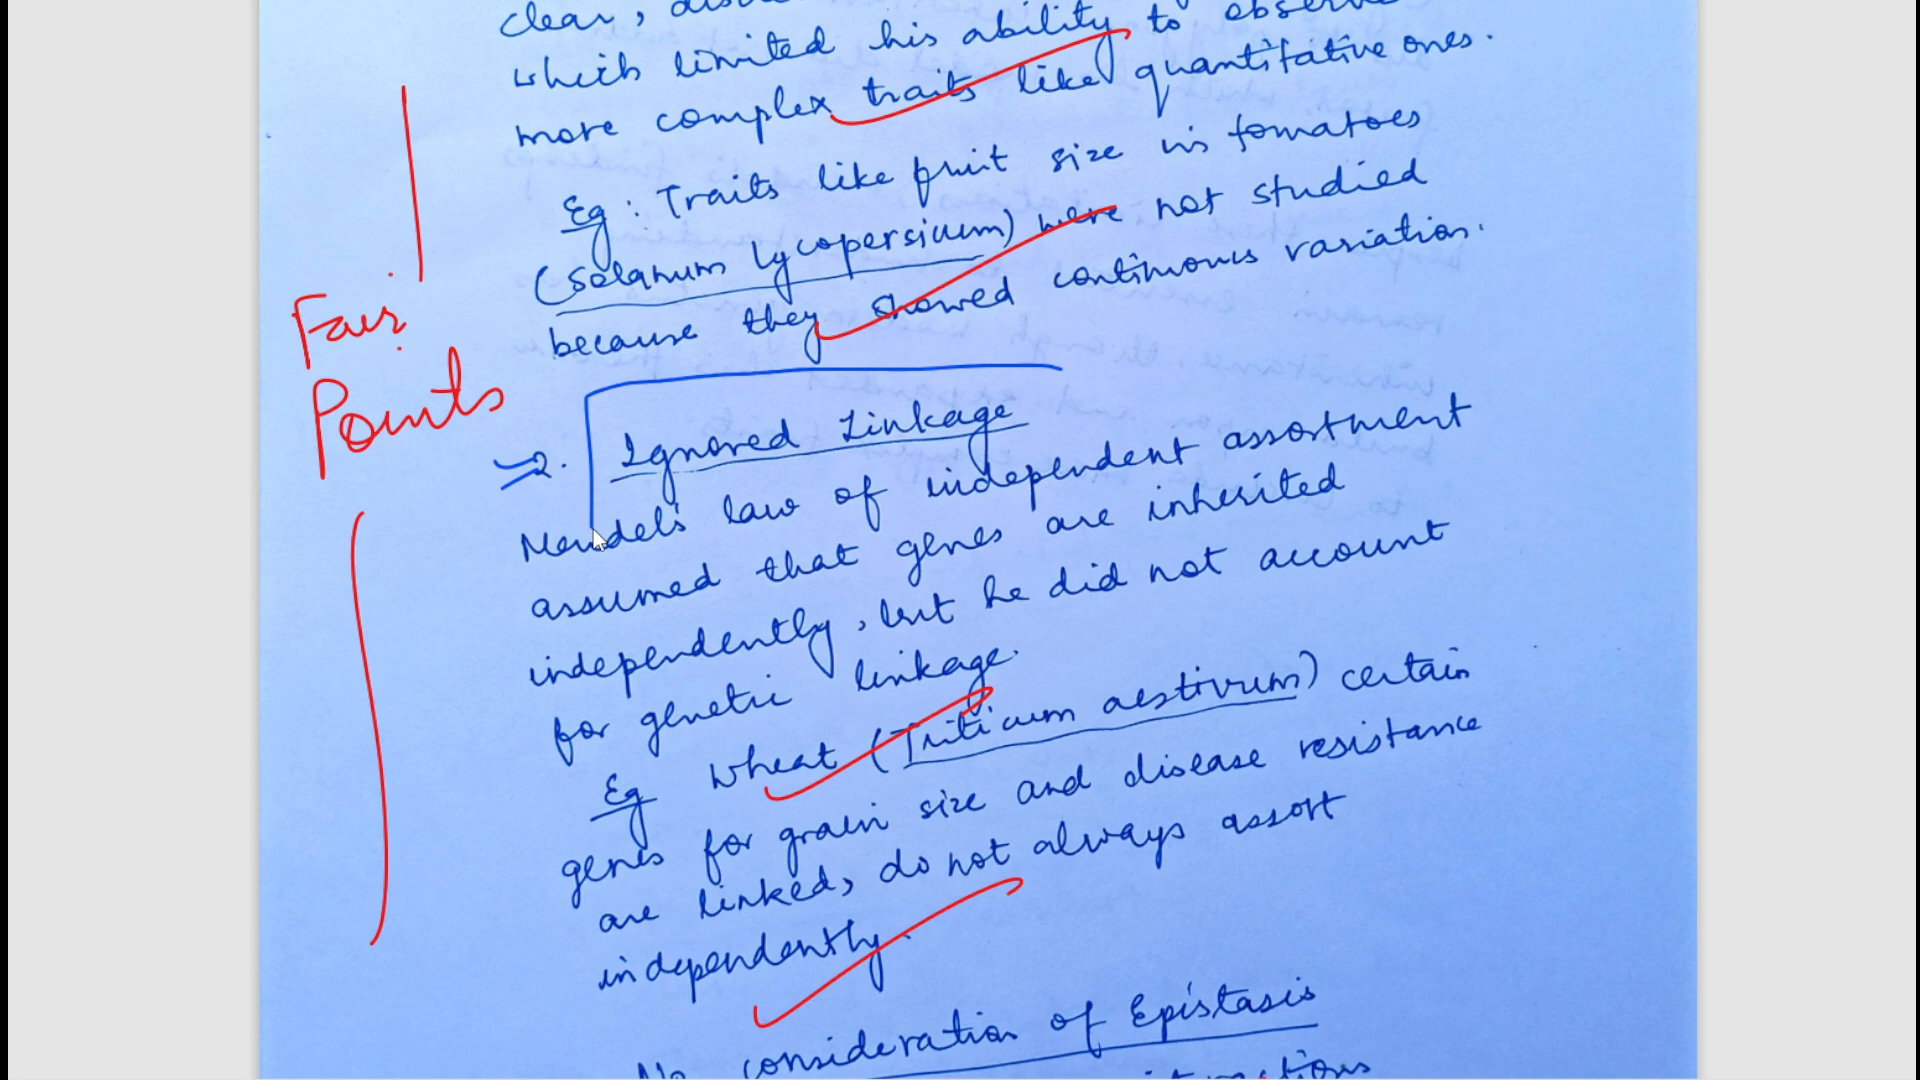 clear,
which limited his ability to observe
more complex traits like quantitative ones.
Eg: Traits like fruit size in tomatoes
(Solanum lycopersicum) were not studied
because they showed continuous variation.
Fair
Points
2. Ignored Linkage
Mendel's law of independent assortment
assumed that genes are inherited
independently, but he did not account
for genetic linkage.
Eg Wheat (Triticum aestivum) certain
genes for grain size and disease resistance
are linked, do not always assort
independently.
No consideration of Epistasis